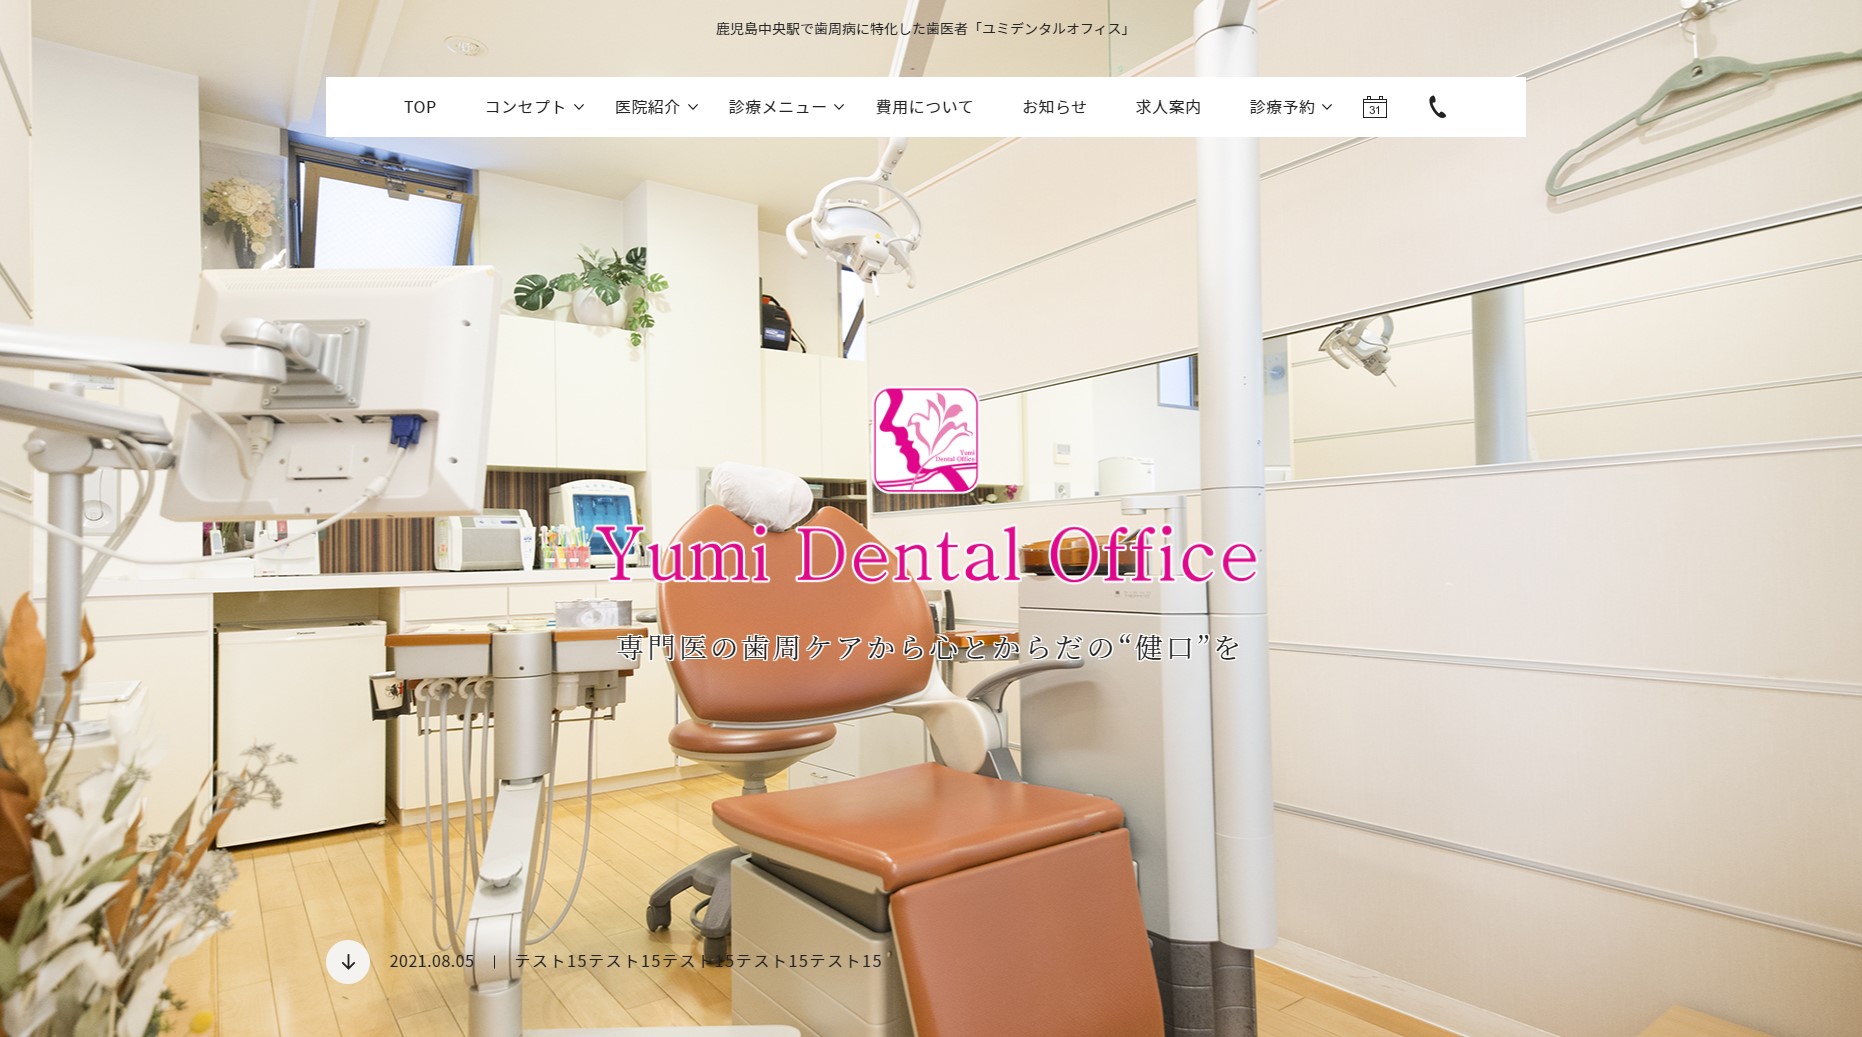 鹿児島中央駅で歯周病に特化した歯医者「ユミデンタルオフィス」
TOP コンセプト 医院紹介 診療メニュー 費用について お知らせ 求人案内 診療予約 31
Yumi
Dental Office
Yumi Dental Office
専門医の歯周ケアから心とからだの“健口”を
2021.08.05 | テスト15テスト15テスト15テスト15テスト15